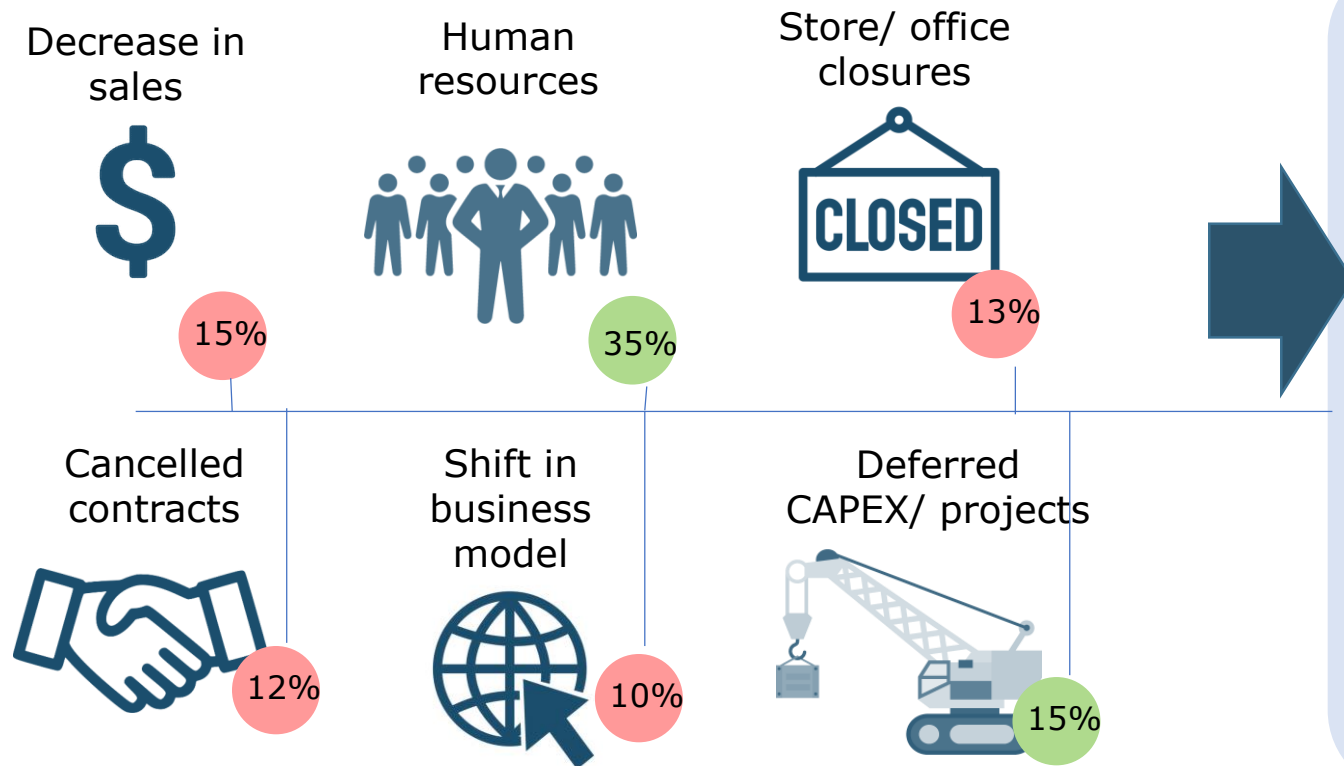 Decrease in
sales
Human
resources
Store/ office
closures
CLOSED
15%
35%
13%
Cancelled
contracts
Shift in
business
model
Deferred
CAPEX/ projects
12%
10%
15%